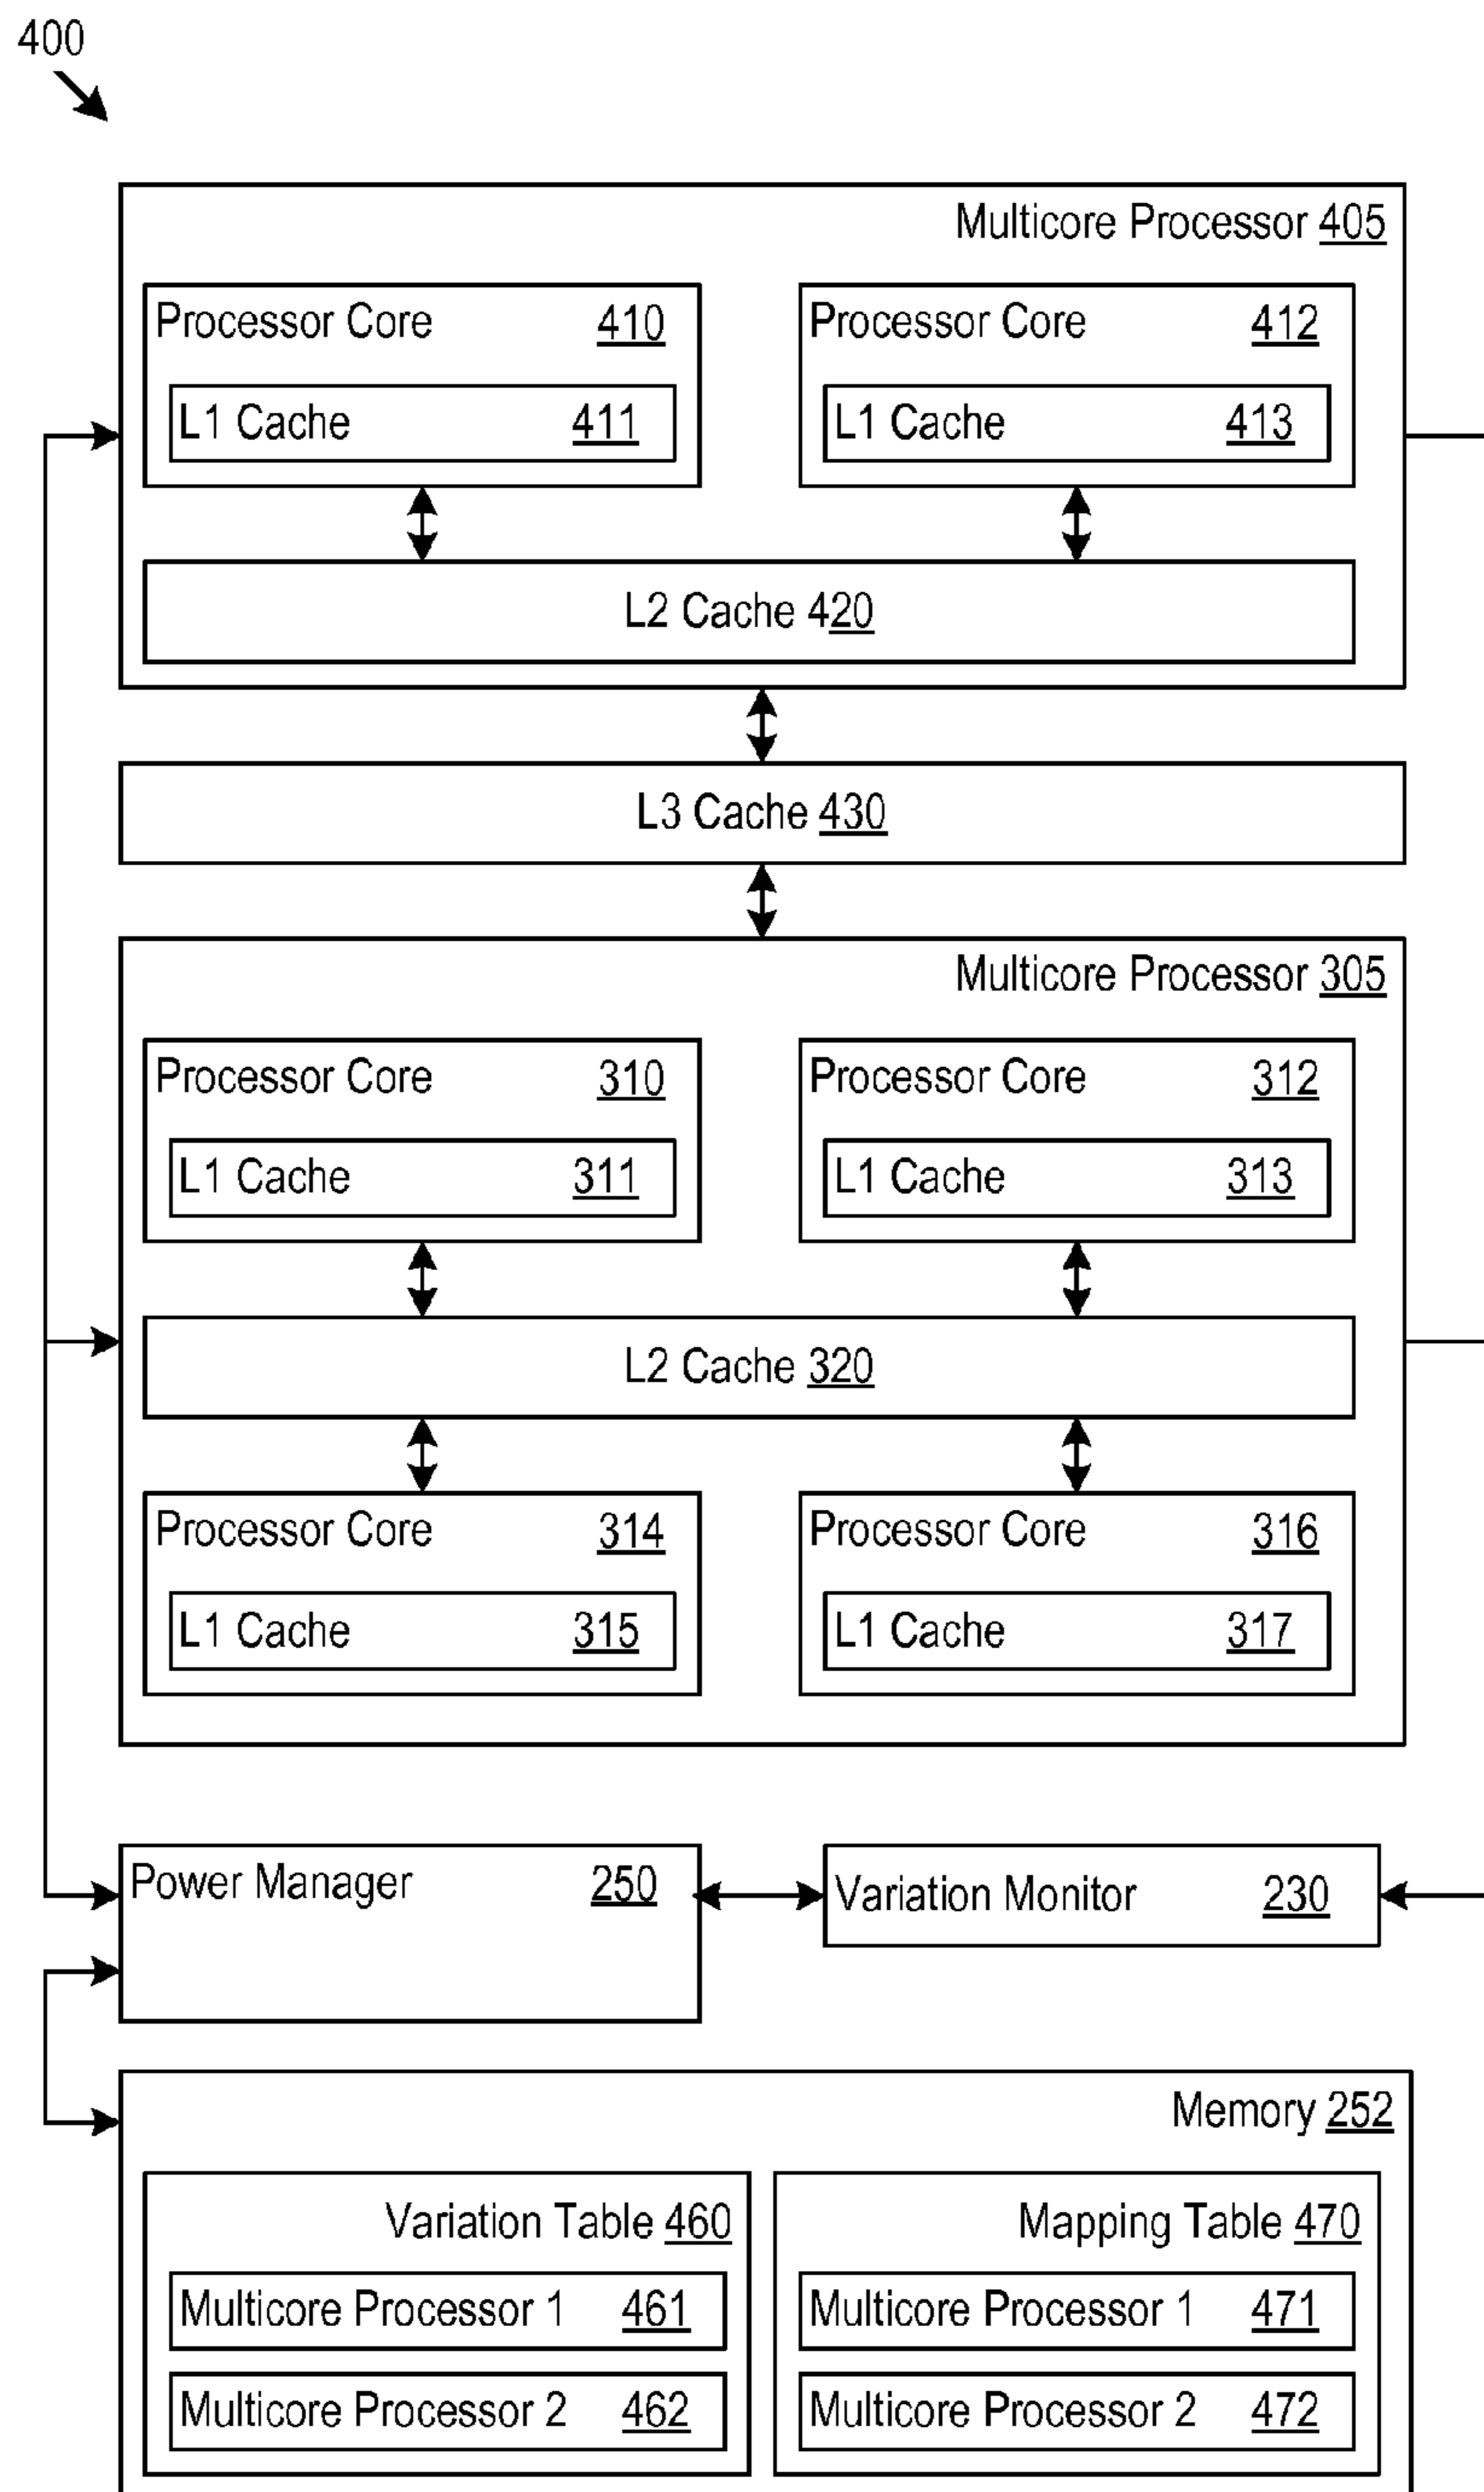 400
Multicore Processor 405
Processor Core 410
Processor Core 412
L1 Cache 411
L1 Cache 413
L2 Cache 420
L3 Cache 430
Multicore Processor 305
Processor Core 310
Processor Core 312
L1 Cache 311
L1 Cache 313
L2 Cache 320
Processor Core 314
Processor Core 316
L1 Cache 315
L1 Cache 317
Power Manager 250
Variation Monitor 230
Memory 252
Variation Table 460
Mapping Table 470
Multicore Processor 1 461
Multicore Processor 1 471
Multicore Processor 2 462
Multicore Processor 2 472